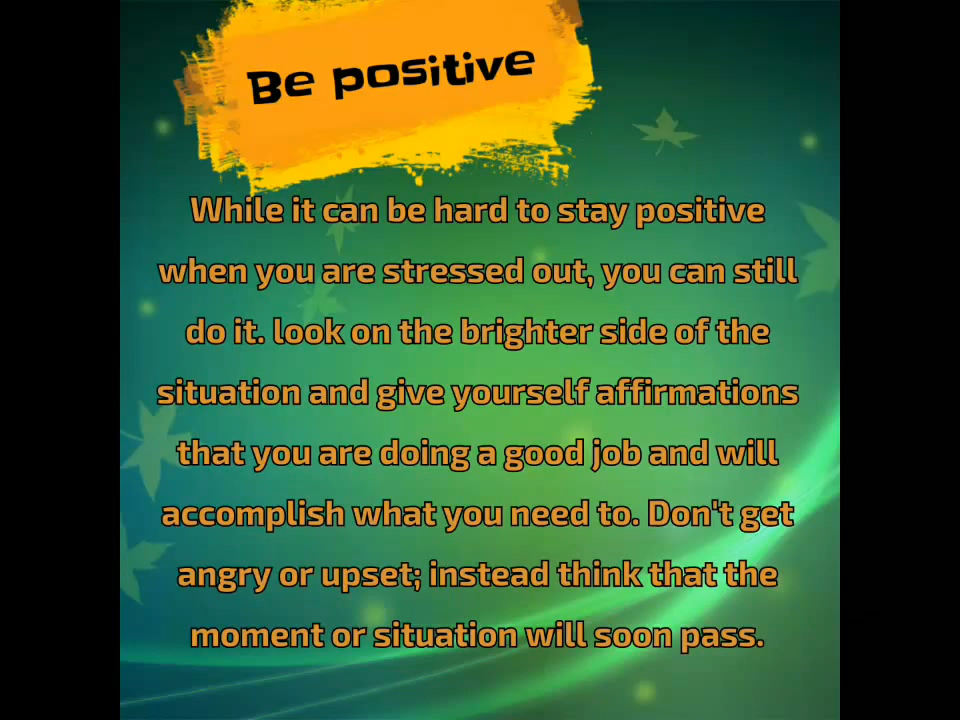 Be positive
While it can be hard to stay positive
when you are stressed out, you can still
do it. look on the brighter side of the
situation and give yourself affirmations
that you are doing a good job and will
accomplish what you need to. Don't get
angry or upset; instead think that the
moment or situation will soon pass.